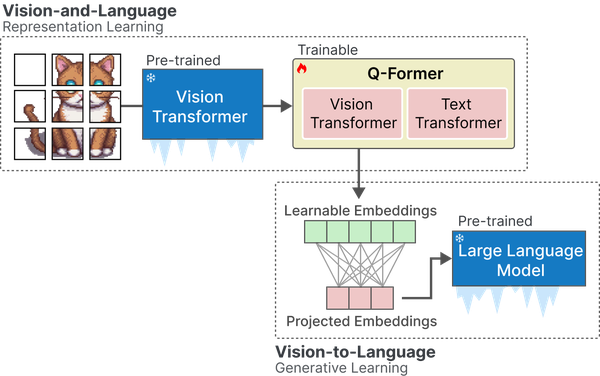 Vision-and-Language
Representation Learning
Pre-trained
Vision
Transformer
Trainable
Q-Former
Vision
Transformer
Text
Transformer
Learnable Embeddings
Projected Embeddings
Pre-trained
Large Language
Model
Vision-to-Language
Generative Learning